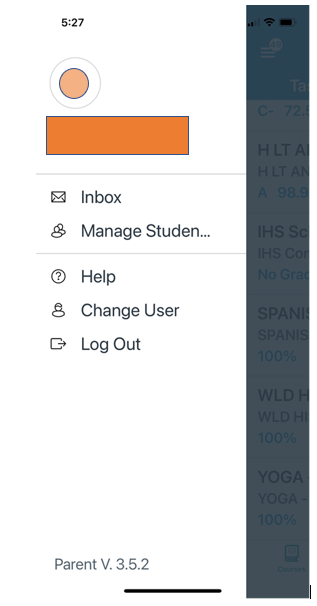 5:27
Inbox
Manage Studen...
Help
Change User
Log Out
Parent V. 3.5.2
Ta
C- 72.5
H LT A
H LT AN
A 98.9
IHS Sc
IHS Con
No Grad
SPANIS
SPANIS
100%
WLD H
WLD HI
100%
YOGA -
YOGA -
100%
Courses